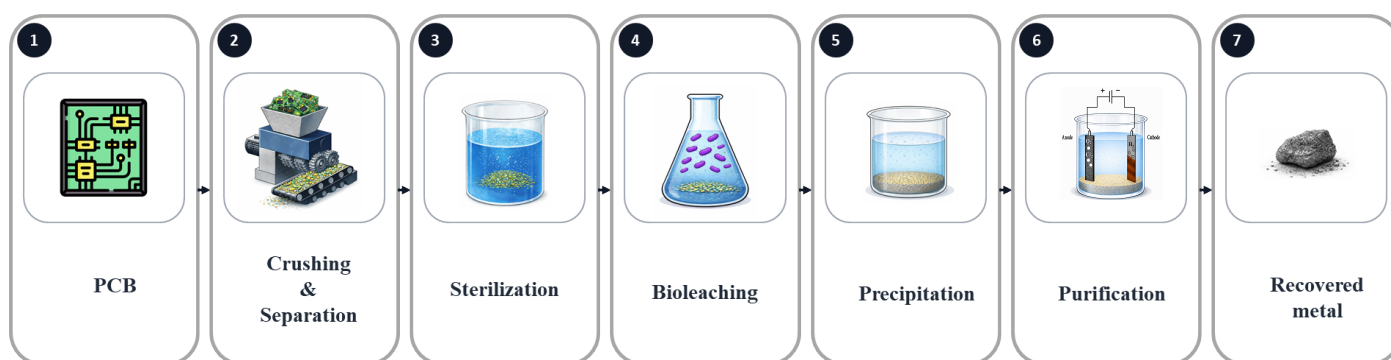 1
PCB
2
Crushing
&
Separation
3
Sterilization
4
Bioleaching
5
Precipitation
6
+ −
Anode
Cathode
Purification
7
Recovered
metal